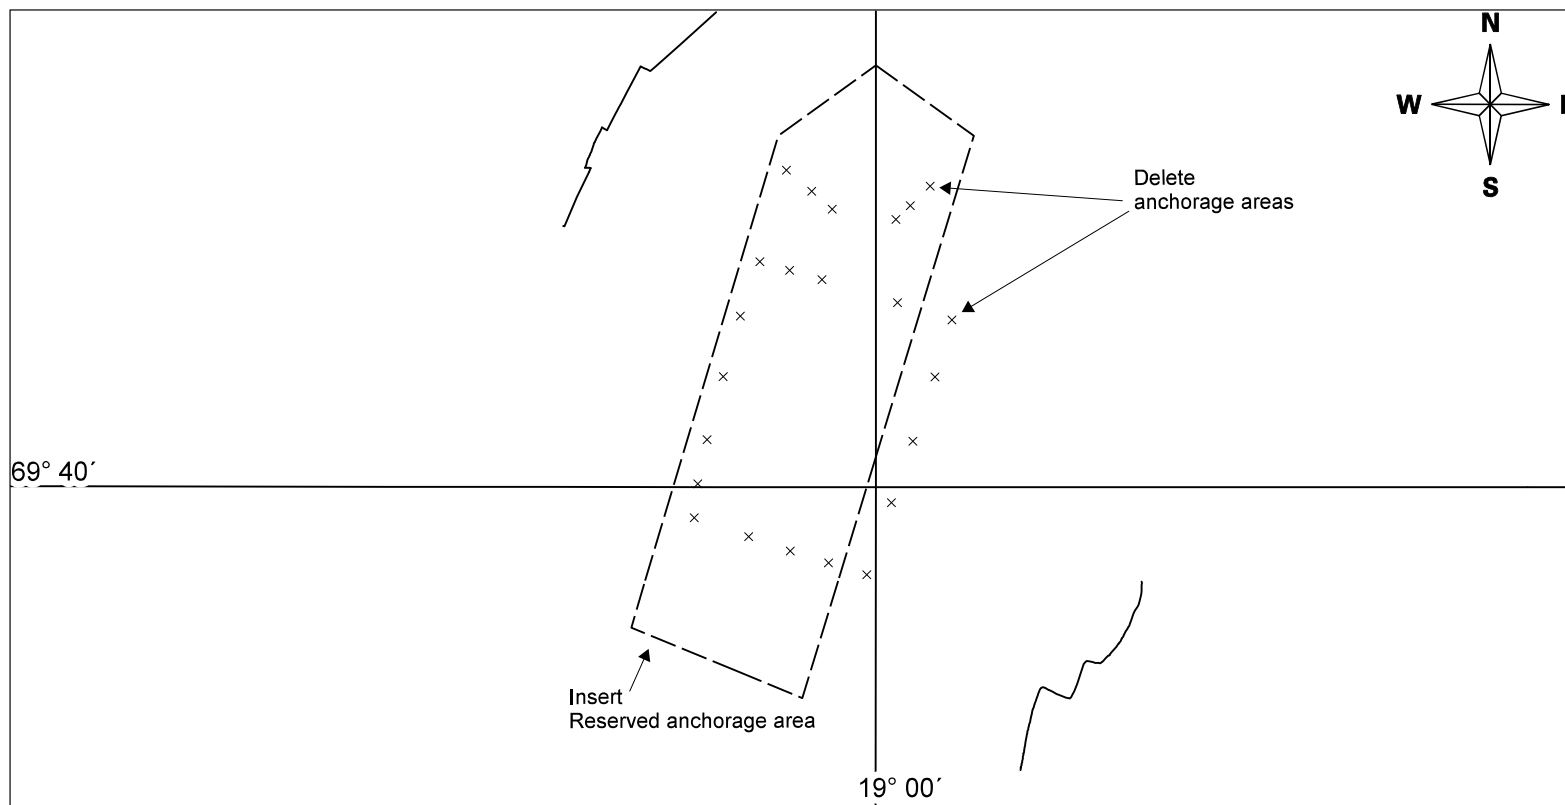 N
W
S
Delete
anchorage areas
69° 40´
Insert
Reserved anchorage area
19° 00´